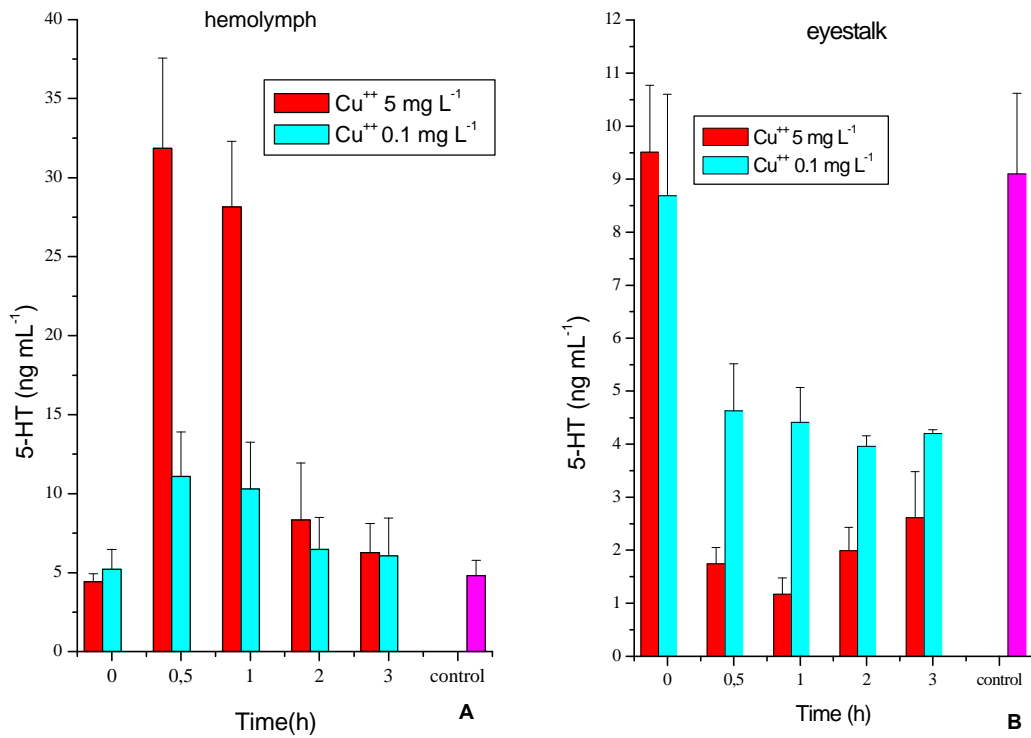 hemolymph
Cu⁺⁺ 5 mg L⁻¹
Cu⁺⁺ 0.1 mg L⁻¹
40
35
30
25
20
15
10
5
0
5-HT (ng mL⁻¹)
0 0,5 1 2 3 control
Time(h)
A
eyestalk
Cu⁺⁺ 5 mg L⁻¹
Cu⁺⁺ 0.1 mg L⁻¹
12
11
10
9
8
7
6
5
4
3
2
1
0
5-HT (ng mL⁻¹)
0 0,5 1 2 3 control
Time (h)
B